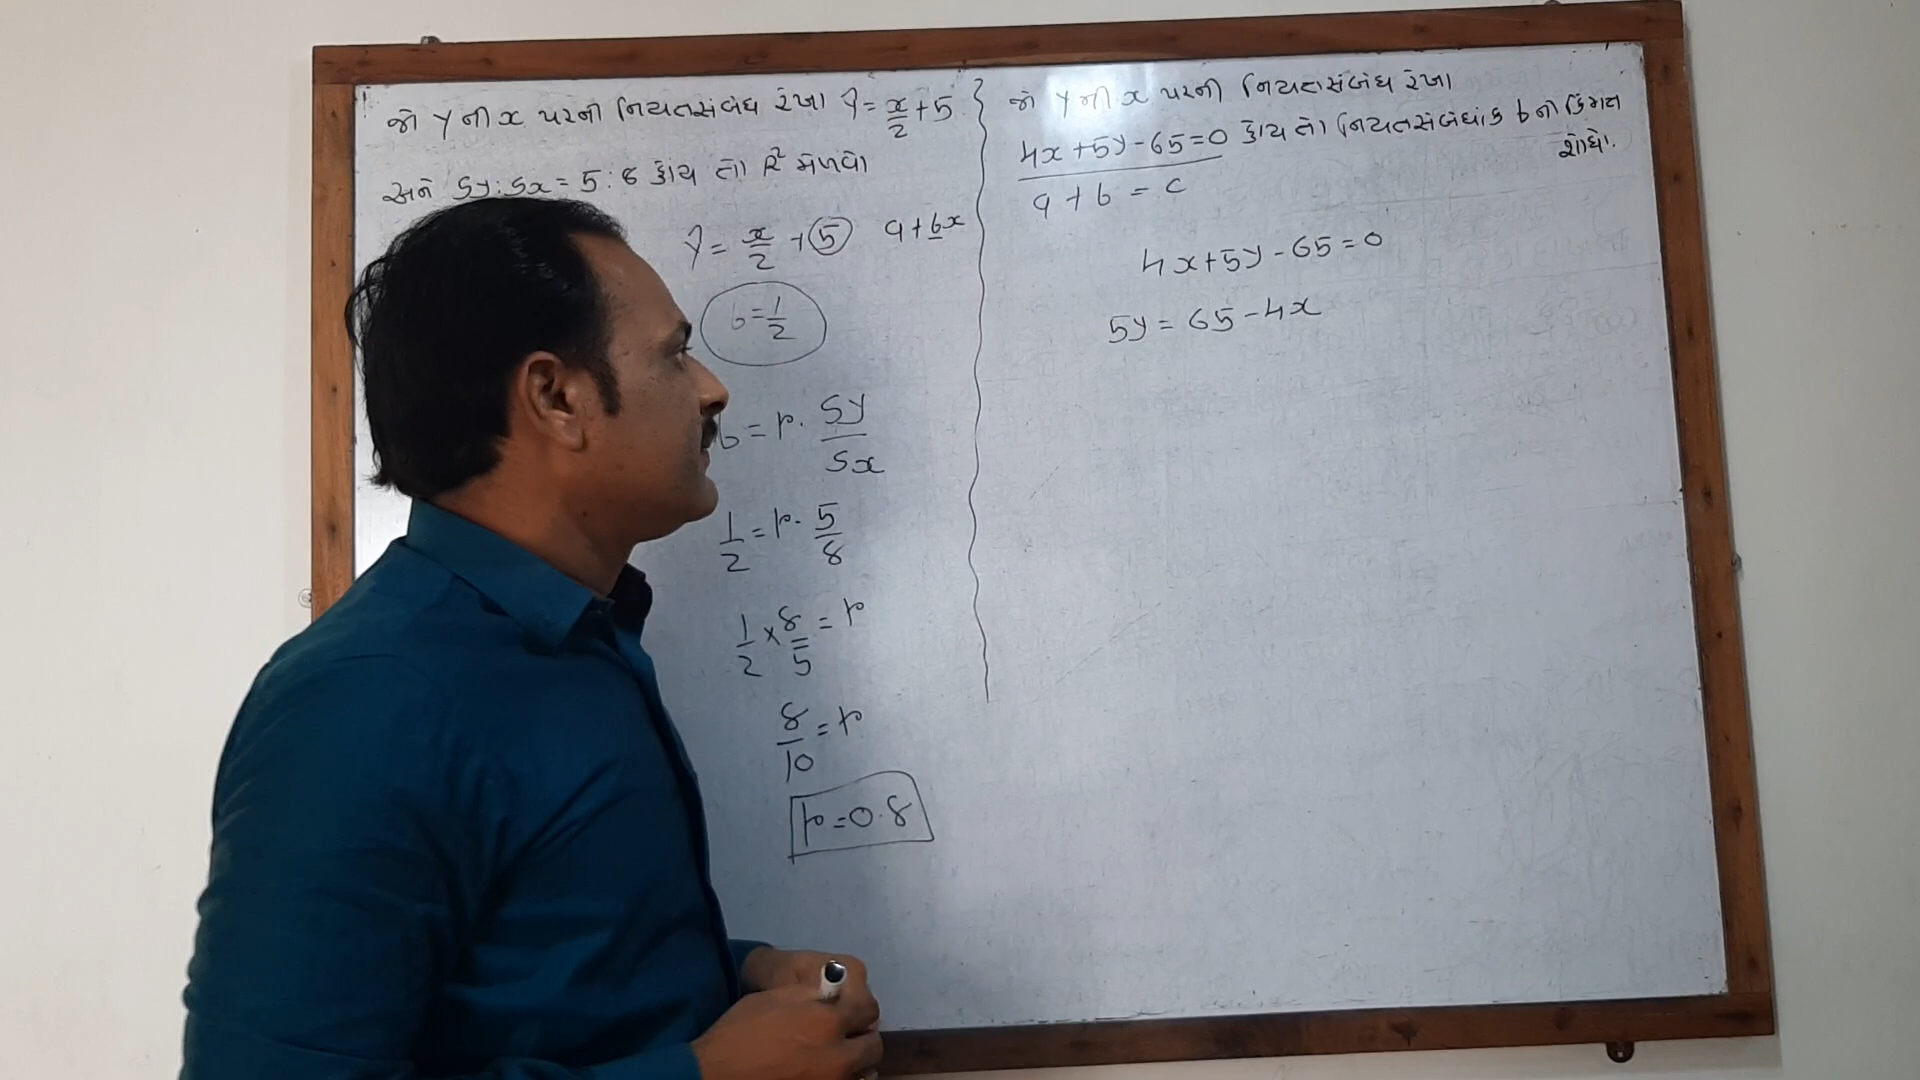 જો y ની x પરની નિયતસંબંધ રેખા ŷ = x/2 + 5
અને Sy:Sx = 5:8 હોય તો R² મેળવો
ŷ = x/2 + 5 a+bx
b = 1/2
b = r. Sy/Sx
1/2 = r. 5/8
1/2 × 8/5 = r
8/10 = r
r = 0.8
જો y ની x પરની નિયતસંબંધ રેખા
4x + 5y - 65 = 0 હોય તો નિયતસંબંધાંક b ની કિંમત
શોધો.
a + b = c
4x + 5y - 65 = 0
5y = 65 - 4x